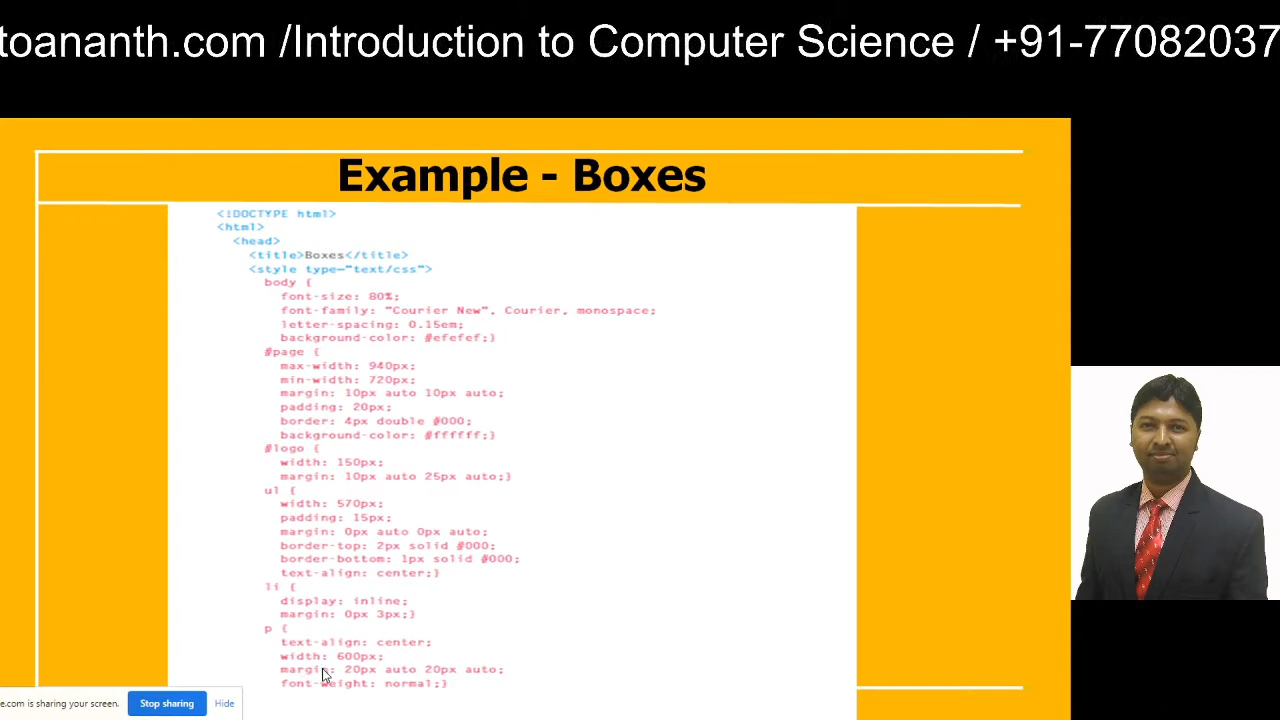 toananth.com /Introduction to Computer Science / +91-77082037
Example - Boxes
<!DOCTYPE html>
<html>
<head>
<title>Boxes</title>
<style type="text/css">
body {
font-size: 80%;
font-family: "Courier New", Courier, monospace;
letter-spacing: 0.15em;
background-color: #efefef;}
#page {
max-width: 940px;
min-width: 720px;
margin: 10px auto 10px auto;
padding: 20px;
border: 4px double #000;
background-color: #ffffff;}
#logo {
width: 150px;
margin: 10px auto 25px auto;}
ul {
width: 570px;
padding: 15px;
margin: 0px auto 0px auto;
border-top: 2px solid #000;
border-bottom: 1px solid #000;
text-align: center;}
li {
display: inline;
margin: 0px 3px;}
p {
text-align: center;
width: 600px;
margin: 20px auto 20px auto;
font-weight: normal;}
e.com is sharing your screen. Stop sharing Hide